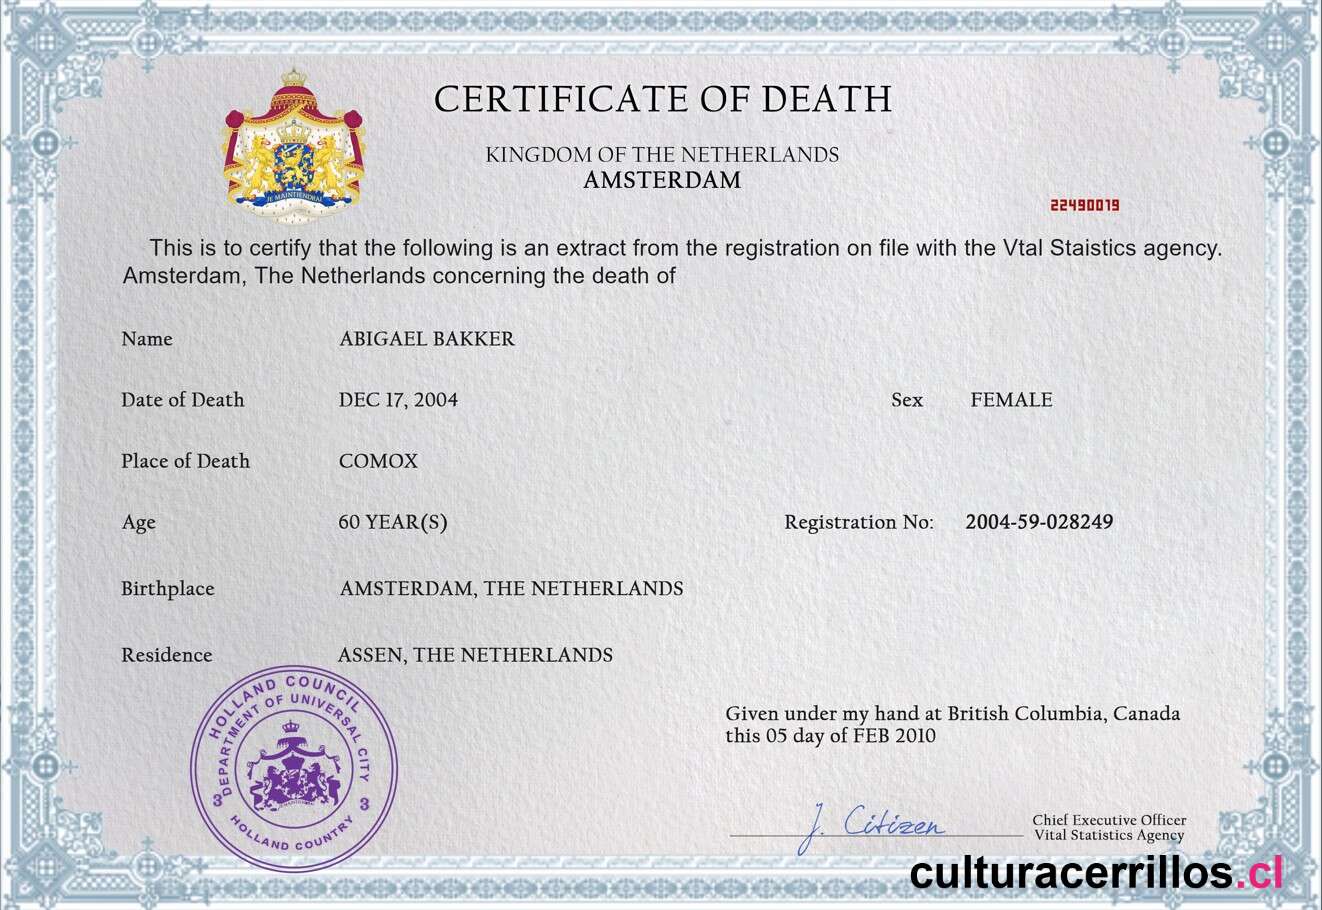 CERTIFICATE OF DEATH
KINGDOM OF THE NETHERLANDS
AMSTERDAM
JE MAINTIENDRAI
22490019
This is to certify that the following is an extract from the registration on file with the Vtal Staistics agency.
Amsterdam, The Netherlands concerning the death of
Name ABIGAEL BAKKER
Date of Death DEC 17, 2004 Sex FEMALE
Place of Death COMOX
Age 60 YEAR(S) Registration No: 2004-59-028249
Birthplace AMSTERDAM, THE NETHERLANDS
Residence ASSEN, THE NETHERLANDS
HOLLAND COUNCIL
DEPARTMENT OF UNIVERSAL CITY
3 3
HOLLAND COUNTRY
Given under my hand at British Columbia, Canada
this 05 day of FEB 2010
J. Citizen
Chief Executive Officer
Vital Statistics Agency
culturacerrillos.cl